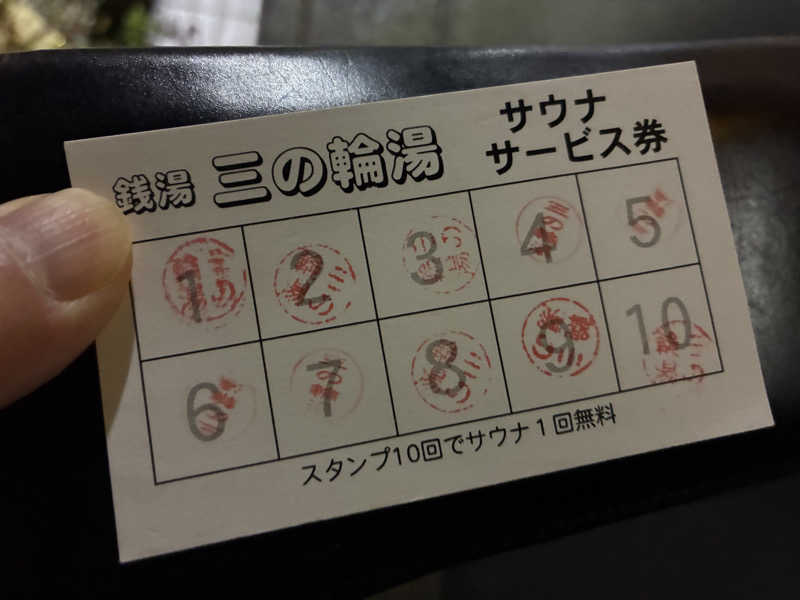 銭湯 三の輪湯
サウナ
サービス券
1 2 3 4 5
6 7 8 9 10
スタンプ10回でサウナ1回無料